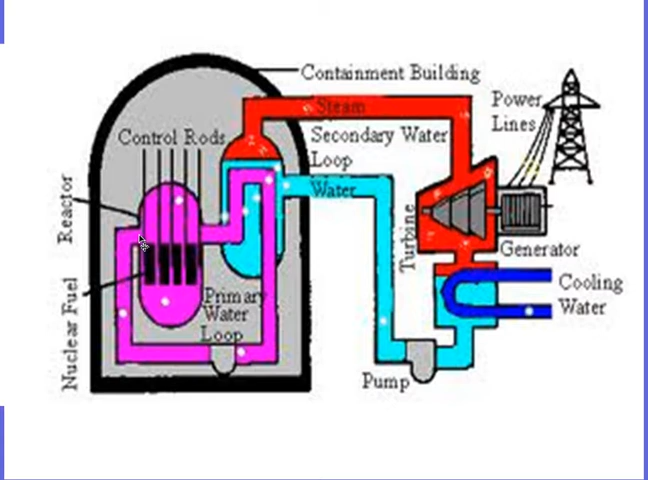 Containment Building
Steam
Power
Lines
Control Rods
Secondary Water
Loop
Water
Reactor
Turbine
Generator
Cooling
Water
Nuclear Fuel
Primary
Water
Loop
Pump